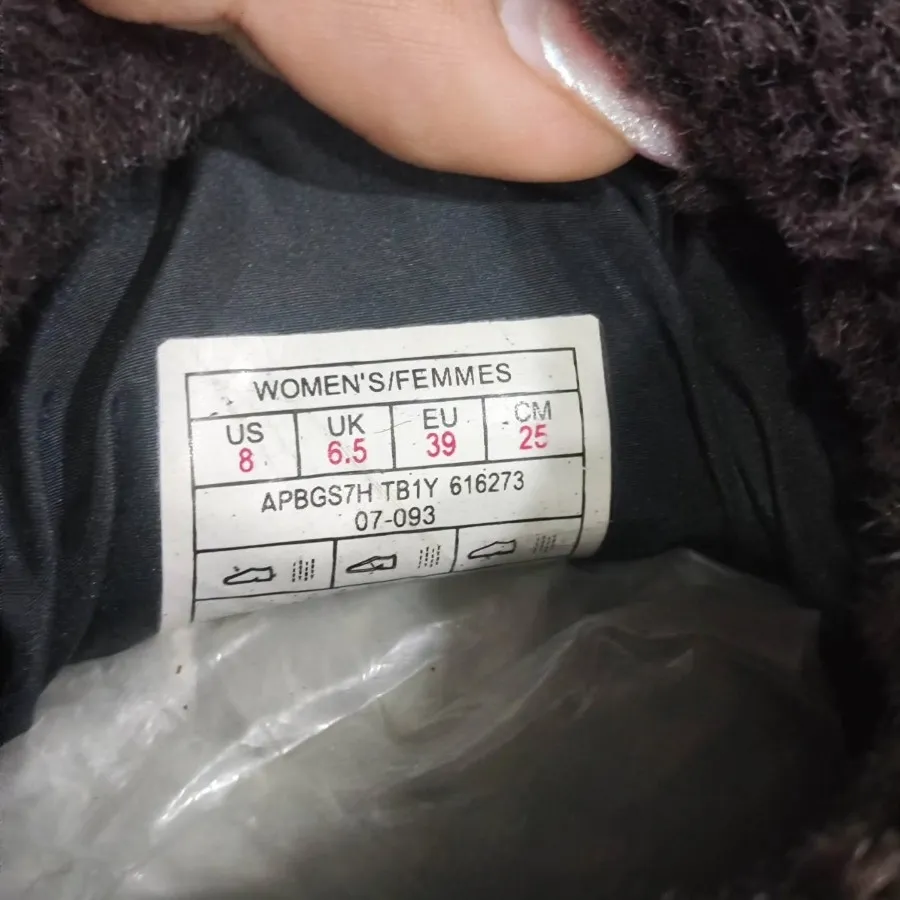 WOMEN'S/FEMMES
US UK EU CM
8 6.5 39 25
APBGS7H TB1Y 616273
07-093